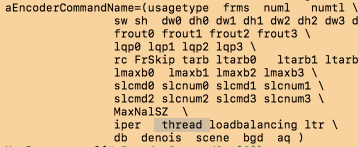 aEncoderCommandName=(usagetype frms numl numtl \
sw sh dw0 dh0 dw1 dh1 dw2 dh2 dw3 d
frout0 frout1 frout2 frout3 \
lqp0 lqp1 lqp2 lqp3 \
rc FrSkip tarb ltarb0 ltarb1 ltarb
lmaxb0 lmaxb1 lmaxb2 lmaxb3 \
slcmd0 slcnum0 slcmd1 slcnum1 \
slcmd2 slcnum2 slcmd3 slcnum3 \
MaxNalSZ \
iper thread loadbalancing ltr \
db denois scene bgd aq )